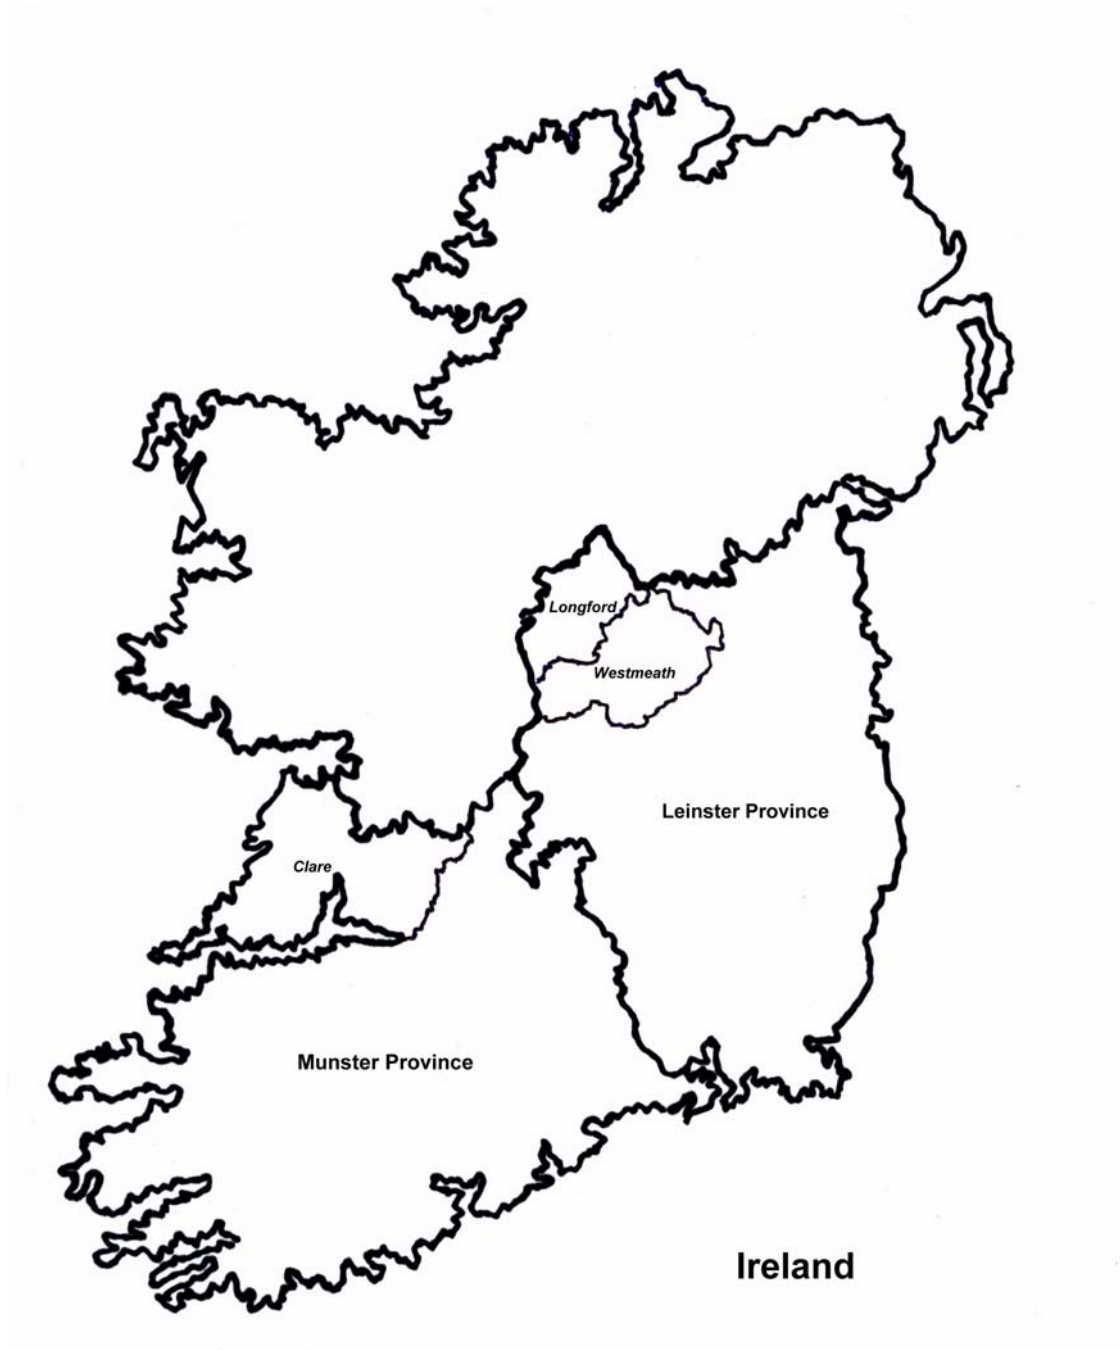 Longford
Westmeath
Leinster Province
Clare
Munster Province
Ireland